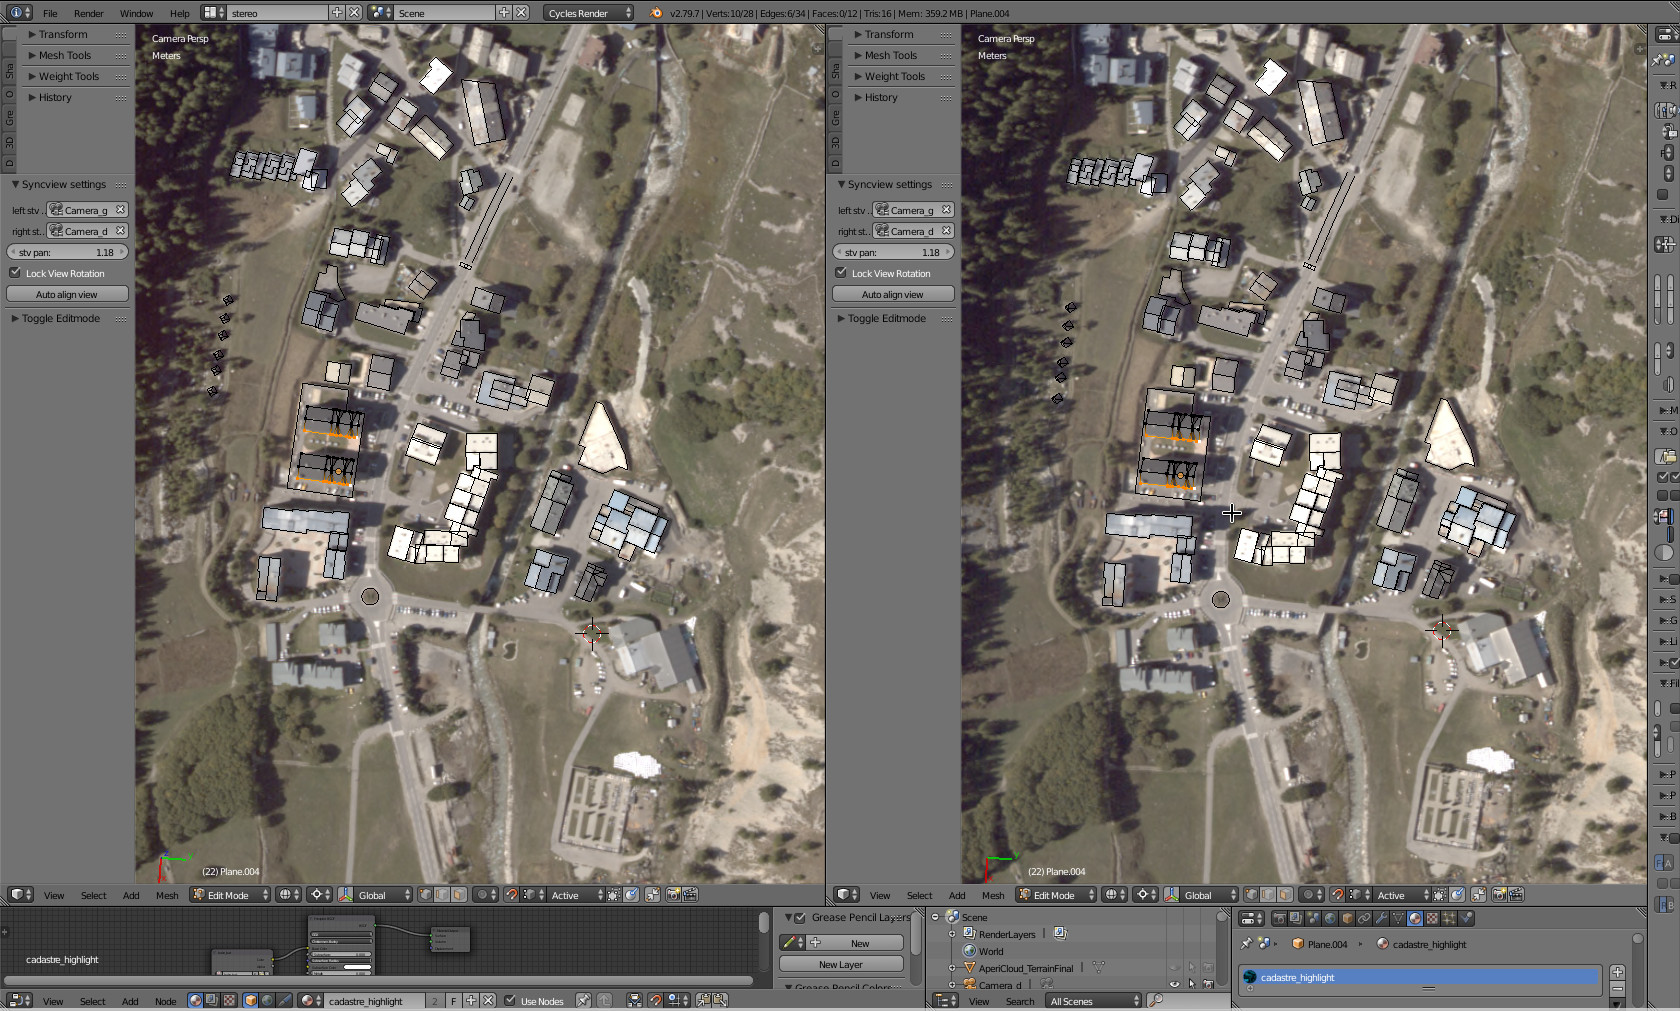 File Render Window Help stereo Scene Cycles Render v2.79.7 | Verts:10/28 | Edges:6/34 | Faces:0/12 | Tris:16 | Mem: 359.2 MB | Plane.004
Transform
Mesh Tools
Weight Tools
History
Sha
O
Gre
3D
D
Syncview settings
left stv .. Camera_g
right st.. Camera_d
stv pan: 1.18
Lock View Rotation
Auto align view
Toggle Editmode
Camera Persp
Meters
(22) Plane.004
Transform
Mesh Tools
Weight Tools
History
Sha
O
Gre
3D
D
Syncview settings
left stv .. Camera_g
right st.. Camera_d
stv pan: 1.18
Lock View Rotation
Auto align view
Toggle Editmode
Camera Persp
Meters
(22) Plane.004
View Select Add Mesh Edit Mode Global Active
View Select Add Mesh Edit Mode Global Active
cadastre_highlight
Grease Pencil Layers
New
New Layer
Grease Pencil Colors
View Select Add Node cadastre_highlight 2 F Use Nodes
Scene
RenderLayers
World
AperiCloud_TerrainFinal
Camera_d
View Search All Scenes
Plane.004 cadastre_highlight
cadastre_highlight